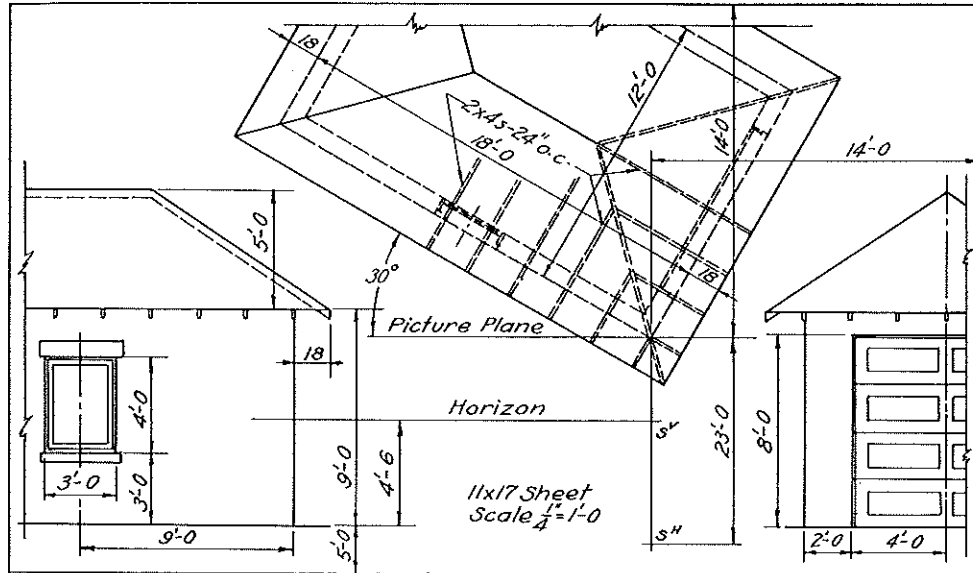 18
12'-0
2x4s-24"o.c.
18'-0
14'-0
14'-0
5'-0
30°
18
Picture Plane
18
Horizon
S^V
4'-0
3'-0
3'-0
9'-0
4'-6
23'-0
8'-0
11x17 Sheet
Scale 1/4"=1'-0
S^H
9'-0
5'-0
2'-0
4'-0